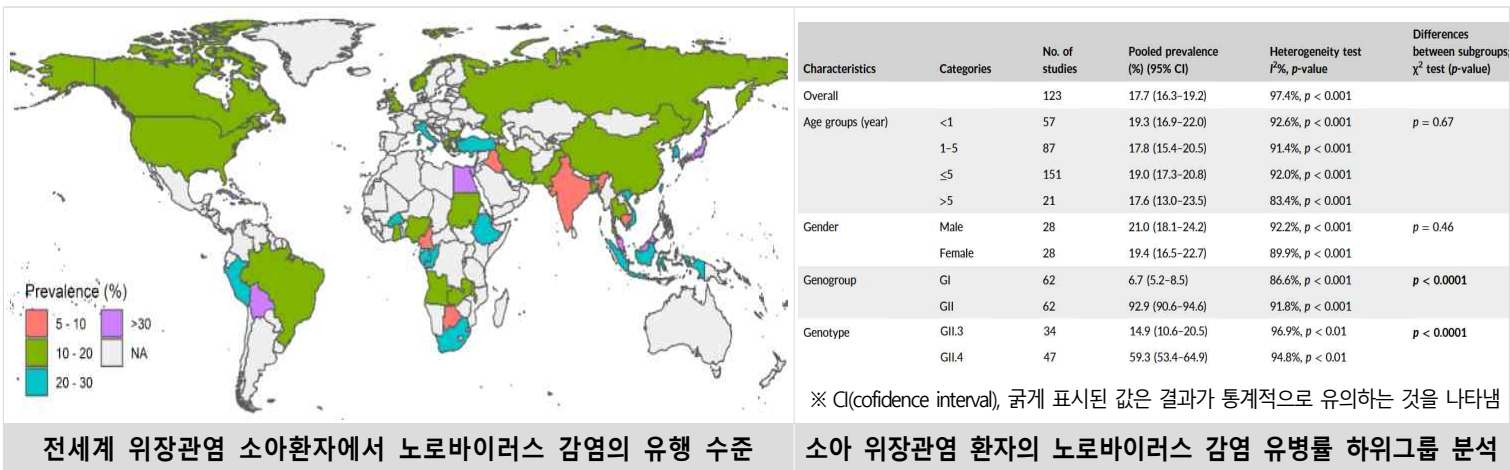 Prevalence (%)
5 - 10 >30
10 - 20 NA
20 - 30
전세계 위장관염 소아환자에서 노로바이러스 감염의 유행 수준
Characteristics Categories No. of studies Pooled prevalence (%) (95% CI) Heterogeneity test I²%, p-value Differences between subgroups; χ² test (p-value)
Overall 123 17.7 (16.3–19.2) 97.4%, p < 0.001
Age groups (year) <1 57 19.3 (16.9–22.0) 92.6%, p < 0.001 p = 0.67
1–5 87 17.8 (15.4–20.5) 91.4%, p < 0.001
≤5 151 19.0 (17.3–20.8) 92.0%, p < 0.001
>5 21 17.6 (13.0–23.5) 83.4%, p < 0.001
Gender Male 28 21.0 (18.1–24.2) 92.2%, p < 0.001 p = 0.46
Female 28 19.4 (16.5–22.7) 89.9%, p < 0.001
Genogroup GI 62 6.7 (5.2–8.5) 86.6%, p < 0.001 p < 0.0001
GII 62 92.9 (90.6–94.6) 91.8%, p < 0.001
Genotype GII.3 34 14.9 (10.6–20.5) 96.9%, p < 0.01 p < 0.0001
GII.4 47 59.3 (53.4–64.9) 94.8%, p < 0.01
※ CI(cofidence interval), 굵게 표시된 값은 결과가 통계적으로 유의하는 것을 나타냄
소아 위장관염 환자의 노로바이러스 감염 유병률 하위그룹 분석